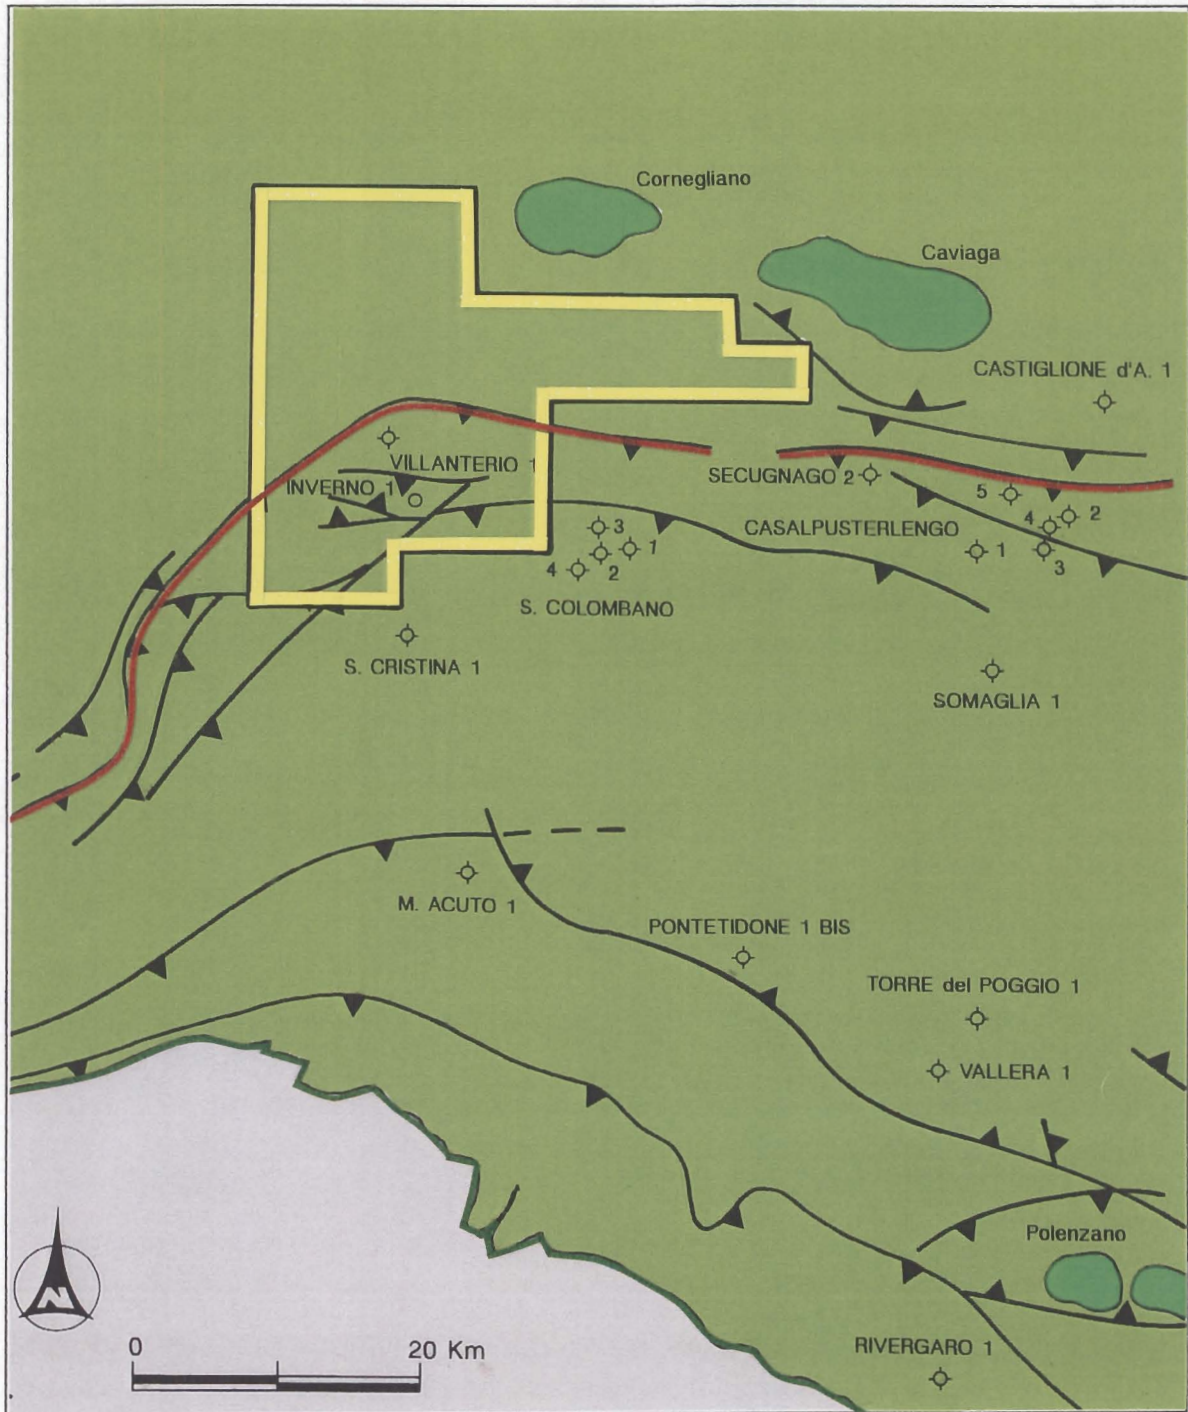 Cornegliano
Caviaga
CASTIGLIONE d'A. 1
VILLANTERIO 1
INVERNO 1
SECUGNAGO 2
5
2
4
3
CASALPUSTERLENGO
1
3
1
2
4
S. COLOMBANO
S. CRISTINA 1
SOMAGLIA 1
M. ACUTO 1
PONTETIDONE 1 BIS
TORRE del POGGIO 1
VALLERA 1
Polenzano
N
0 20 Km
RIVERGARO 1